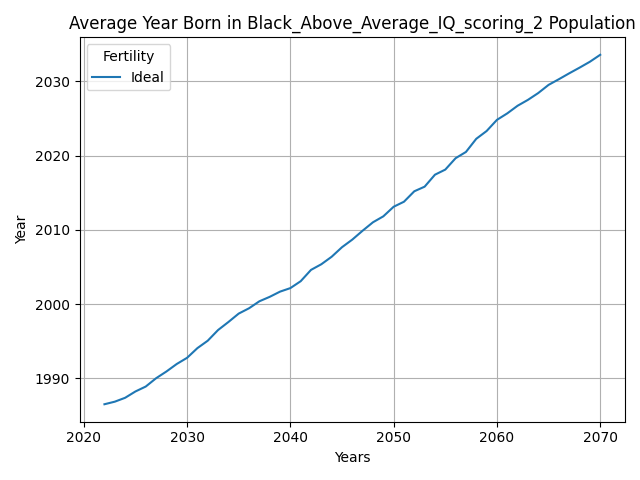 Average Year Born in Black_Above_Average_IQ_scoring_2 Population
Fertility
Ideal
Year
2030
2020
2010
2000
1990
2020 2030 2040 2050 2060 2070
Years